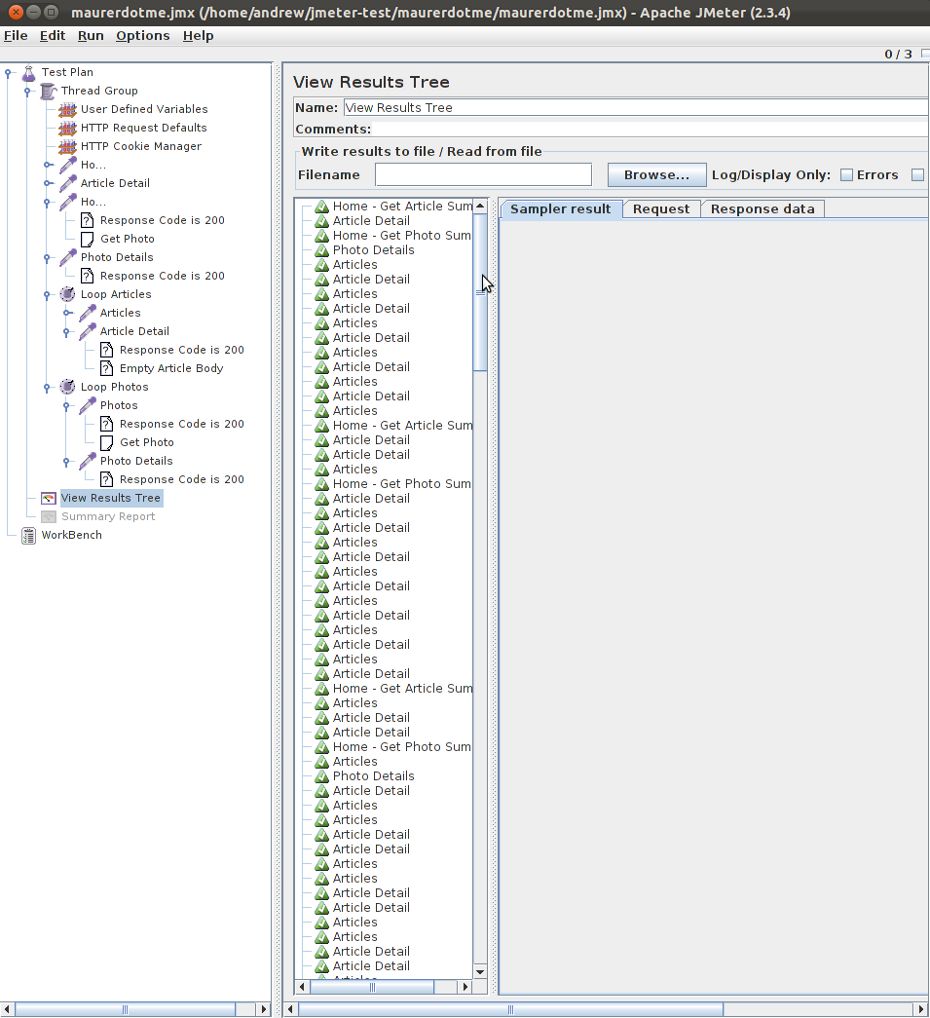 maurerdotme.jmx (/home/andrew/jmeter-test/maurerdotme/maurerdotme.jmx) - Apache JMeter (2.3.4)
File Edit Run Options Help
0 / 3
Test Plan
Thread Group
User Defined Variables
HTTP Request Defaults
HTTP Cookie Manager
Ho...
Article Detail
Ho...
Response Code is 200
Get Photo
Photo Details
Response Code is 200
Loop Articles
Articles
Article Detail
Response Code is 200
Empty Article Body
Loop Photos
Photos
Response Code is 200
Get Photo
Photo Details
Response Code is 200
View Results Tree
Summary Report
WorkBench
View Results Tree
Name: View Results Tree
Comments:
Write results to file / Read from file
Filename Browse... Log/Display Only: Errors
Home - Get Article Sum
Article Detail
Home - Get Photo Sum
Photo Details
Articles
Article Detail
Articles
Article Detail
Articles
Article Detail
Articles
Article Detail
Articles
Article Detail
Articles
Home - Get Article Sum
Article Detail
Article Detail
Articles
Home - Get Photo Sum
Article Detail
Articles
Article Detail
Articles
Article Detail
Articles
Article Detail
Articles
Article Detail
Articles
Article Detail
Articles
Article Detail
Home - Get Article Sum
Articles
Article Detail
Article Detail
Home - Get Photo Sum
Articles
Photo Details
Article Detail
Articles
Articles
Article Detail
Article Detail
Articles
Articles
Article Detail
Article Detail
Articles
Articles
Article Detail
Article Detail
Articles
Sampler result Request Response data